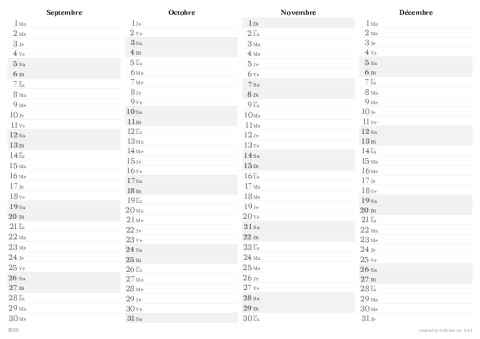 Septembre
1 Ma
2 Me
3 Je
4 Ve
5 Sa
6 Di
7 Lu
8 Ma
9 Me
10 Je
11 Ve
12 Sa
13 Di
14 Lu
15 Ma
16 Me
17 Je
18 Ve
19 Sa
20 Di
21 Lu
22 Ma
23 Me
24 Je
25 Ve
26 Sa
27 Di
28 Lu
29 Ma
30 Me
Octobre
1 Je
2 Ve
3 Sa
4 Di
5 Lu
6 Ma
7 Me
8 Je
9 Ve
10 Sa
11 Di
12 Lu
13 Ma
14 Me
15 Je
16 Ve
17 Sa
18 Di
19 Lu
20 Ma
21 Me
22 Je
23 Ve
24 Sa
25 Di
26 Lu
27 Ma
28 Me
29 Je
30 Ve
31 Sa
Novembre
1 Di
2 Lu
3 Ma
4 Me
5 Je
6 Ve
7 Sa
8 Di
9 Lu
10 Ma
11 Me
12 Je
13 Ve
14 Sa
15 Di
16 Lu
17 Ma
18 Me
19 Je
20 Ve
21 Sa
22 Di
23 Lu
24 Ma
25 Me
26 Je
27 Ve
28 Sa
29 Di
30 Lu
Décembre
1 Ma
2 Me
3 Je
4 Ve
5 Sa
6 Di
7 Lu
8 Ma
9 Me
10 Je
11 Ve
12 Sa
13 Di
14 Lu
15 Ma
16 Me
17 Je
18 Ve
19 Sa
20 Di
21 Lu
22 Ma
23 Me
24 Je
25 Ve
26 Sa
27 Di
28 Lu
29 Ma
30 Me
31 Je
2020
created by